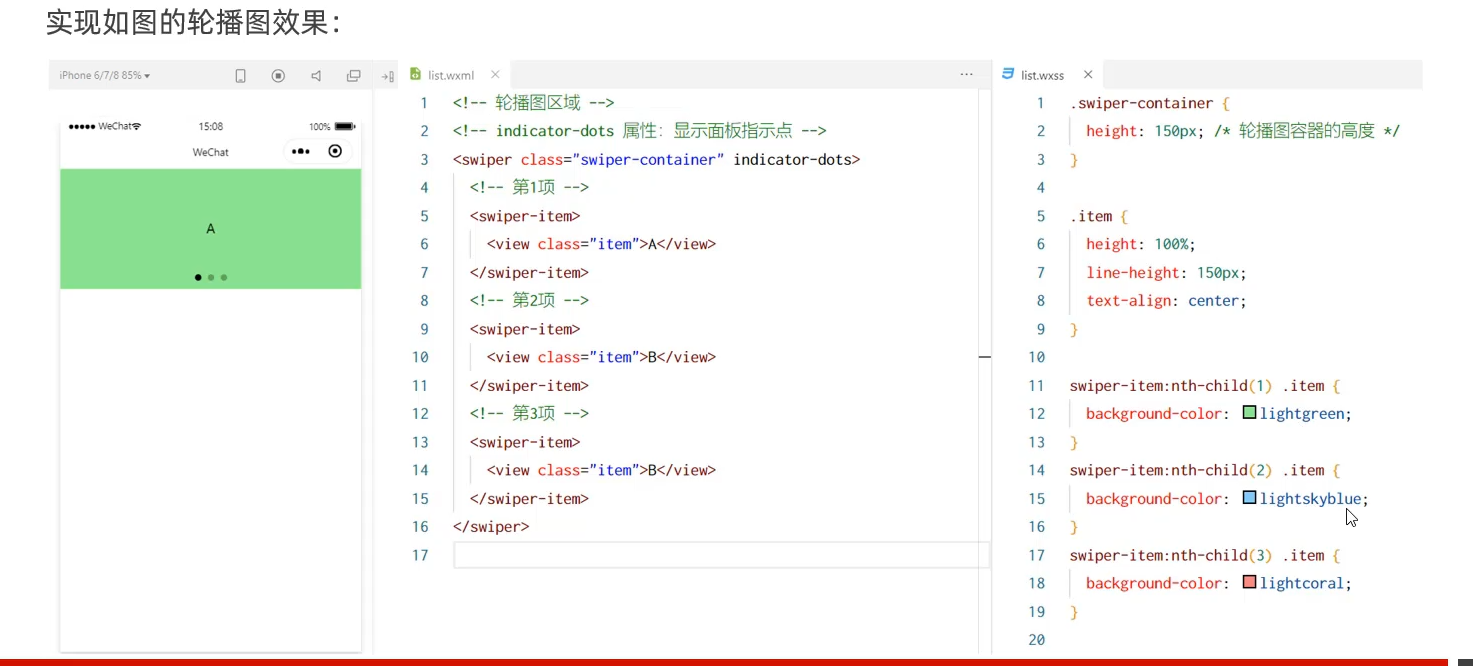 实现如图的轮播图效果：
iPhone 6/7/8 85%
WeChat
15:08
100%
WeChat
A
list.wxml
1 <!-- 轮播图区域 -->
2 <!-- indicator-dots 属性：显示面板指示点 -->
3 <swiper class="swiper-container" indicator-dots>
4 <!-- 第1项 -->
5 <swiper-item>
6 <view class="item">A</view>
7 </swiper-item>
8 <!-- 第2项 -->
9 <swiper-item>
10 <view class="item">B</view>
11 </swiper-item>
12 <!-- 第3项 -->
13 <swiper-item>
14 <view class="item">B</view>
15 </swiper-item>
16 </swiper>
17
list.wxss
1 .swiper-container {
2 height: 150px; /* 轮播图容器的高度 */
3 }
4
5 .item {
6 height: 100%;
7 line-height: 150px;
8 text-align: center;
9 }
10
11 swiper-item:nth-child(1) .item {
12 background-color: lightgreen;
13 }
14 swiper-item:nth-child(2) .item {
15 background-color: lightskyblue;
16 }
17 swiper-item:nth-child(3) .item {
18 background-color: lightcoral;
19 }
20